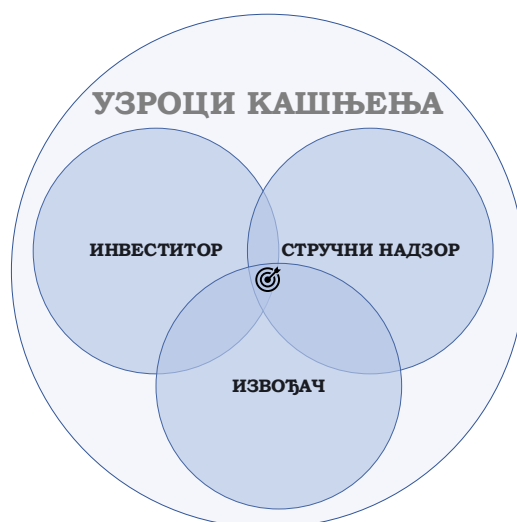 УЗРОЦИ КАШЊЕЊА
ИНВЕСТИТОР
СТРУЧНИ НАДЗОР
ИЗВОЂАЧ